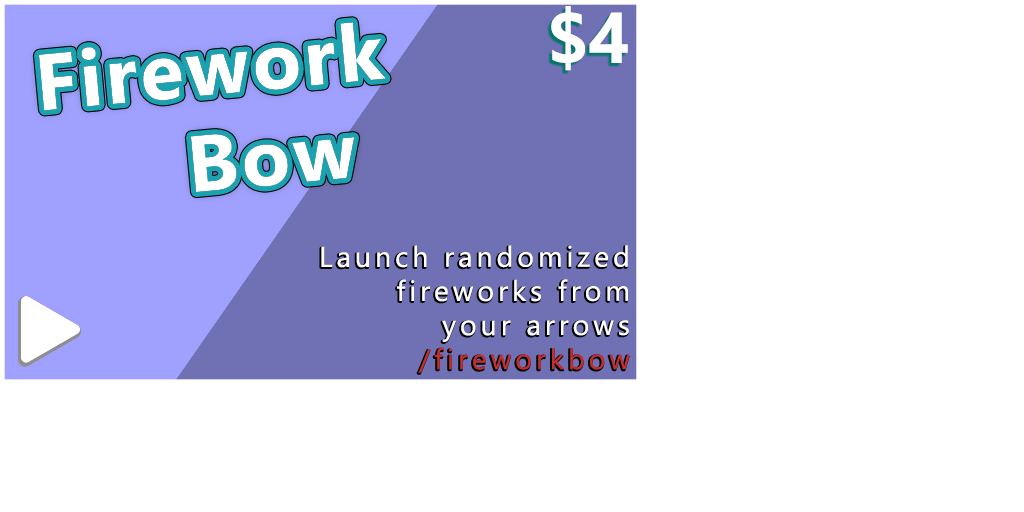 Firework
Bow
$4
Launch randomized
fireworks from
your arrows
/fireworkbow